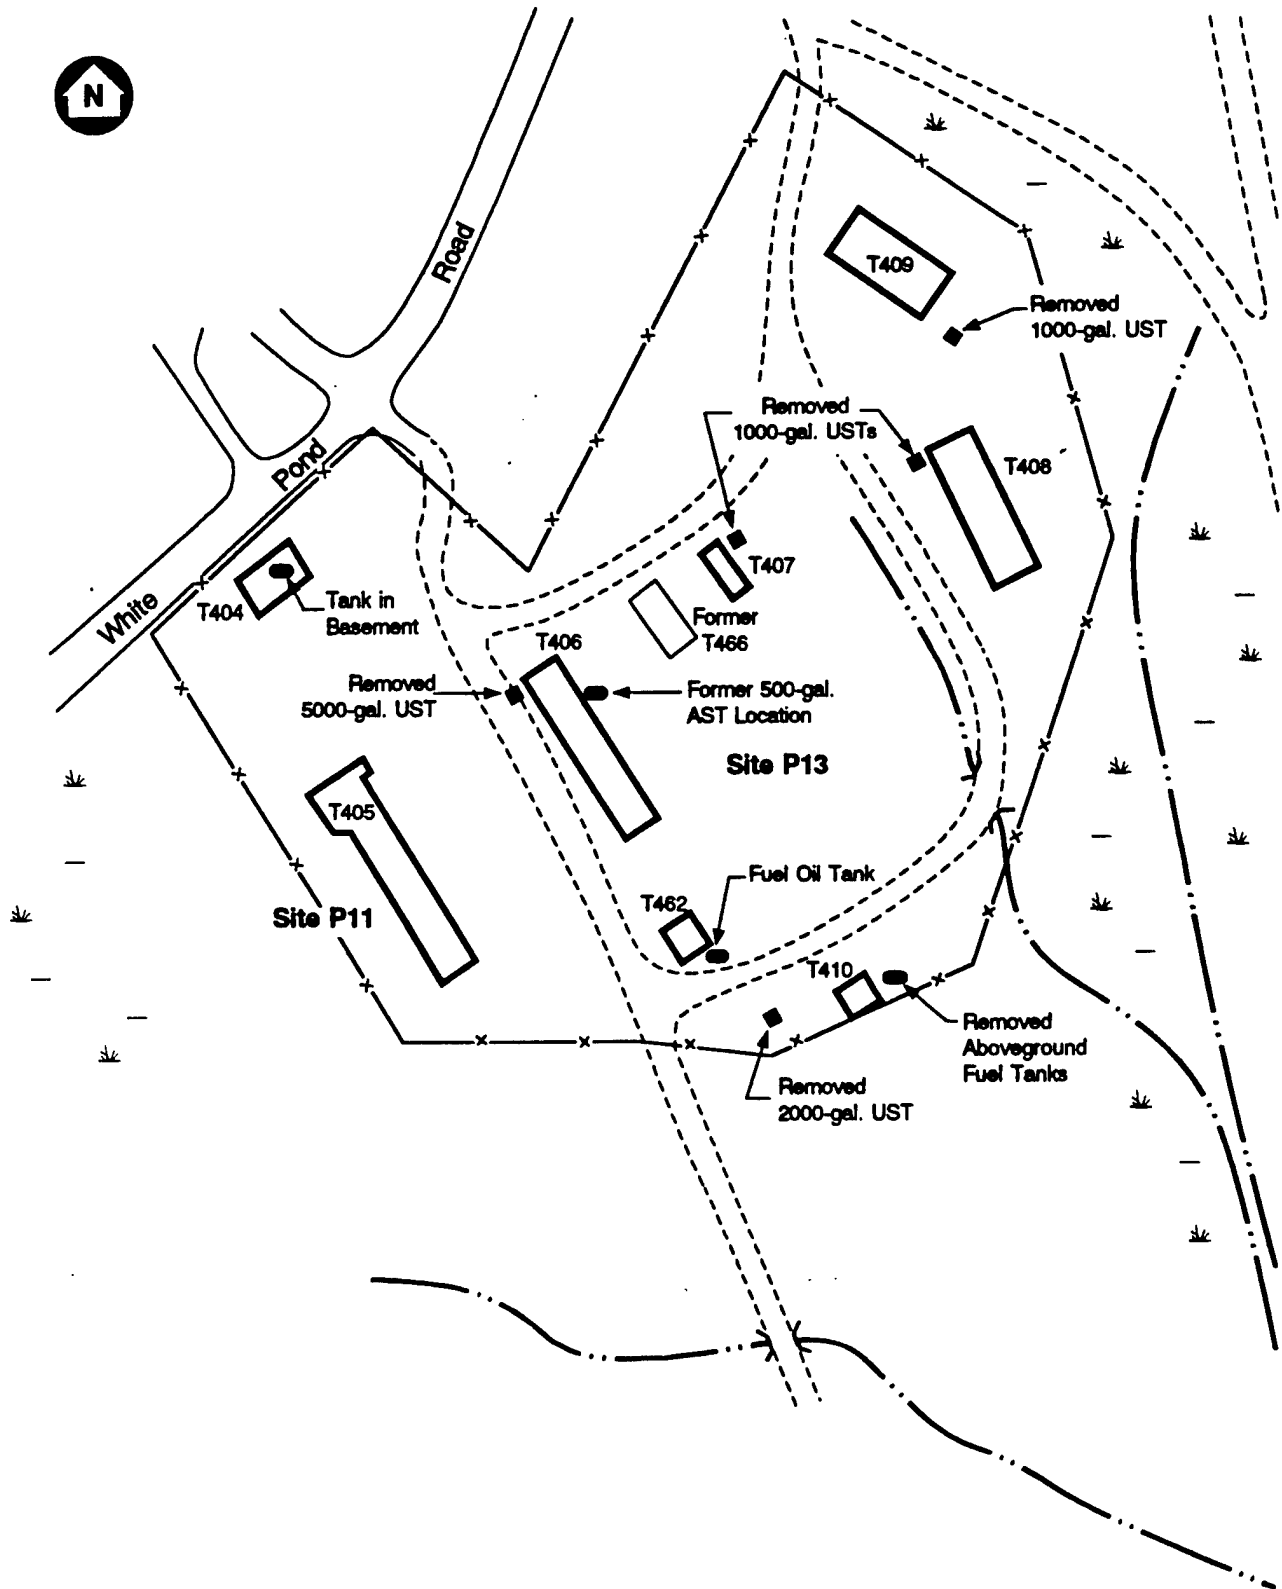 N
Road
T409
Removed
1000-gal. UST
Removed
1000-gal. USTs
T408
Pond
T407
White
T404
Tank in
Basement
Former
T466
T406
Removed
5000-gal. UST
Former 500-gal.
AST Location
Site P13
T405
Fuel Oil Tank
T462
Site P11
T410
Removed
Aboveground
Fuel Tanks
Removed
2000-gal. UST